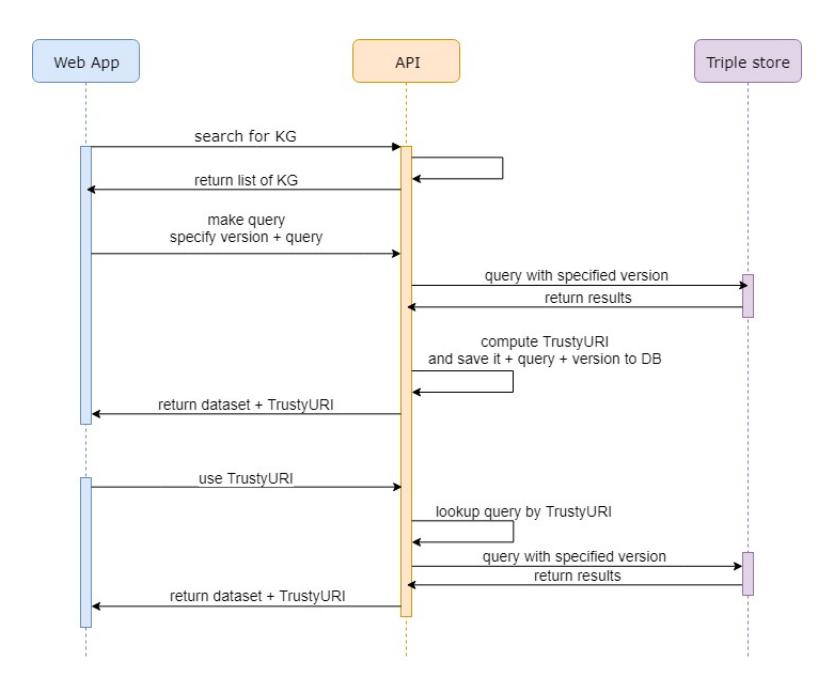 Web App
API
Triple store
search for KG
return list of KG
make query
specify version + query
query with specified version
return results
compute TrustyURI
and save it + query + version to DB
return dataset + TrustyURI
use TrustyURI
lookup query by TrustyURI
query with specified version
return results
return dataset + TrustyURI